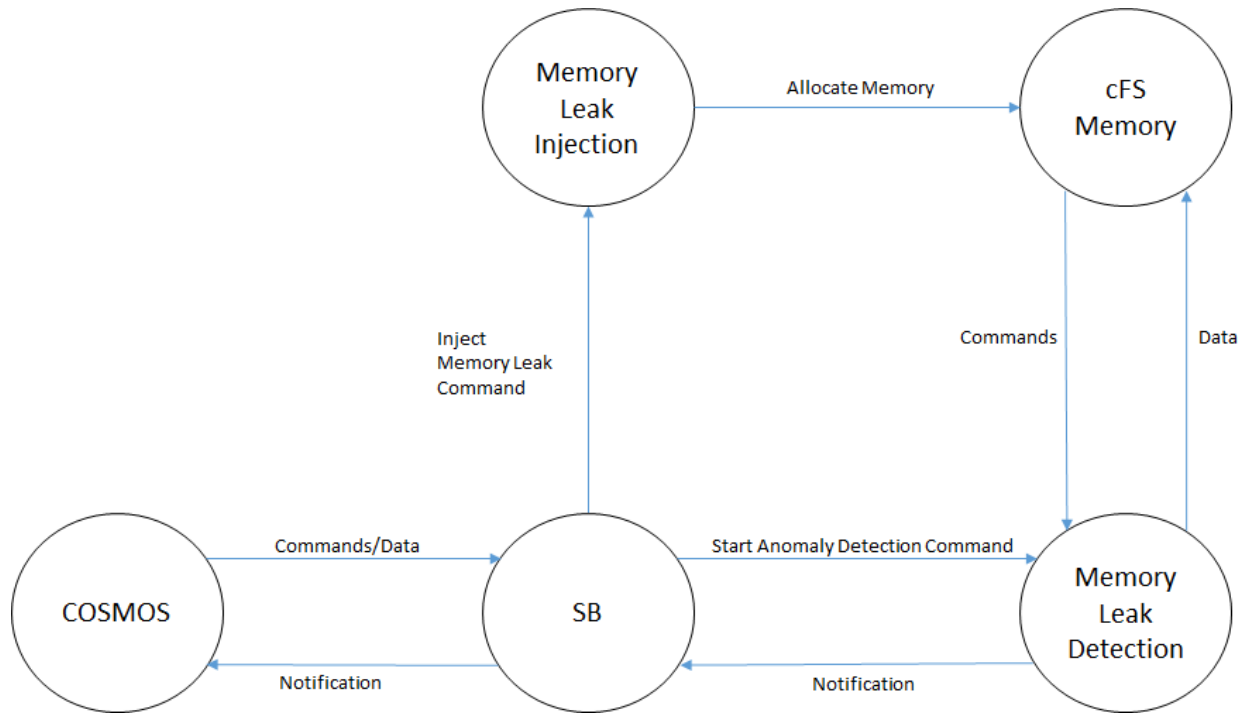 Memory
Leak
Injection
Allocate Memory
cFS
Memory
Inject
Memory Leak
Command
Commands
Data
COSMOS
Commands/Data
SB
Start Anomaly Detection Command
Memory
Leak
Detection
Notification
Notification